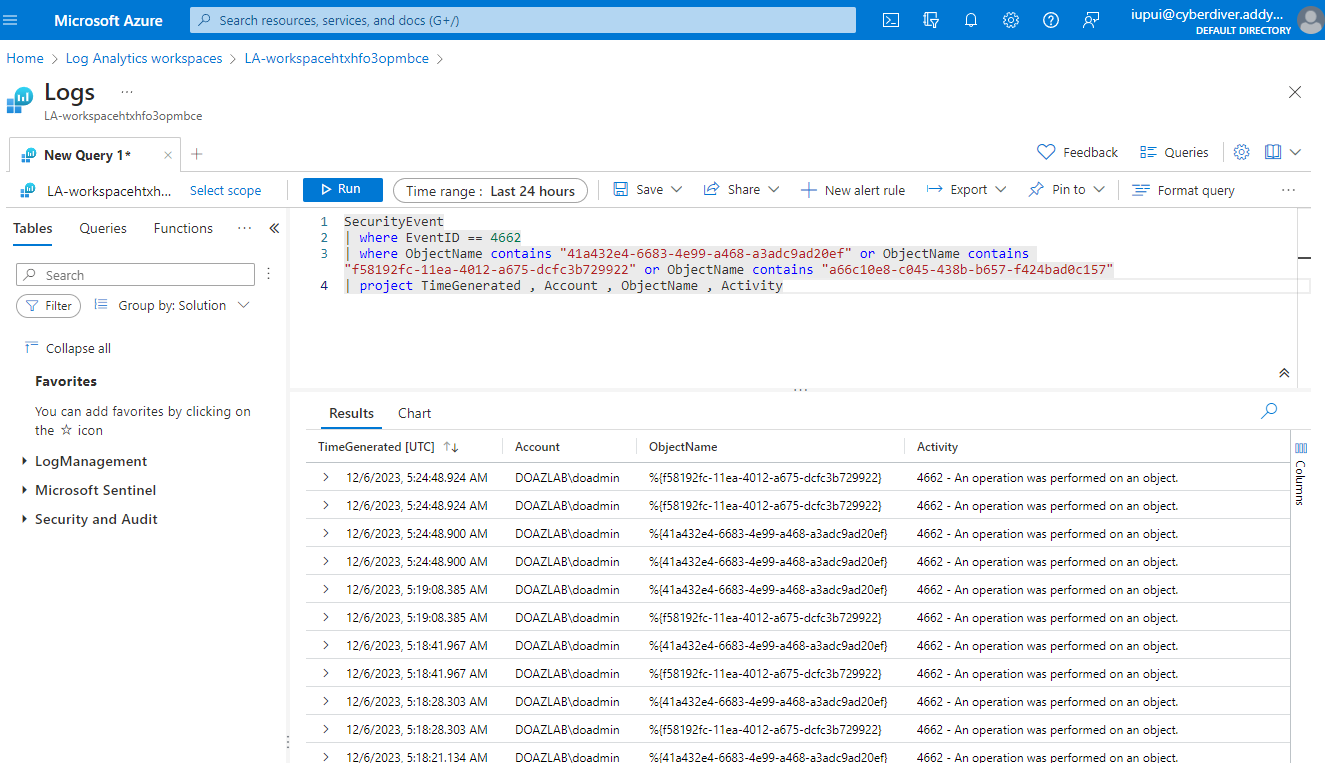 Microsoft Azure
Search resources, services, and docs (G+/)
iupui@cyberdiver.addy...
DEFAULT DIRECTORY
Home > Log Analytics workspaces > LA-workspacehtxhfo3opmbce >
Logs ...
LA-workspacehtxhfo3opmbce
New Query 1* × +
Feedback Queries
LA-workspacehtxh... Select scope
Run Time range : Last 24 hours Save Share New alert rule Export Pin to Format query ...
Tables Queries Functions ... «
Search
Filter Group by: Solution
Collapse all
Favorites
You can add favorites by clicking on
the ☆ icon
LogManagement
Microsoft Sentinel
Security and Audit
1 SecurityEvent
2 | where EventID == 4662
3 | where ObjectName contains "41a432e4-6683-4e99-a468-a3adc9ad20ef" or ObjectName contains
"f58192fc-11ea-4012-a675-dcfc3b729922" or ObjectName contains "a66c10e8-c045-438b-b657-f424bad0c157"
4 | project TimeGenerated , Account , ObjectName , Activity
Results Chart
TimeGenerated [UTC] ↑↓ Account ObjectName Activity
12/6/2023, 5:24:48.924 AM DOAZLAB\doadmin %{f58192fc-11ea-4012-a675-dcfc3b729922} 4662 - An operation was performed on an object.
12/6/2023, 5:24:48.924 AM DOAZLAB\doadmin %{f58192fc-11ea-4012-a675-dcfc3b729922} 4662 - An operation was performed on an object.
12/6/2023, 5:24:48.900 AM DOAZLAB\doadmin %{41a432e4-6683-4e99-a468-a3adc9ad20ef} 4662 - An operation was performed on an object.
12/6/2023, 5:24:48.900 AM DOAZLAB\doadmin %{41a432e4-6683-4e99-a468-a3adc9ad20ef} 4662 - An operation was performed on an object.
12/6/2023, 5:19:08.385 AM DOAZLAB\doadmin %{41a432e4-6683-4e99-a468-a3adc9ad20ef} 4662 - An operation was performed on an object.
12/6/2023, 5:19:08.385 AM DOAZLAB\doadmin %{f58192fc-11ea-4012-a675-dcfc3b729922} 4662 - An operation was performed on an object.
12/6/2023, 5:18:41.967 AM DOAZLAB\doadmin %{41a432e4-6683-4e99-a468-a3adc9ad20ef} 4662 - An operation was performed on an object.
12/6/2023, 5:18:41.967 AM DOAZLAB\doadmin %{f58192fc-11ea-4012-a675-dcfc3b729922} 4662 - An operation was performed on an object.
12/6/2023, 5:18:28.303 AM DOAZLAB\doadmin %{41a432e4-6683-4e99-a468-a3adc9ad20ef} 4662 - An operation was performed on an object.
12/6/2023, 5:18:28.303 AM DOAZLAB\doadmin %{f58192fc-11ea-4012-a675-dcfc3b729922} 4662 - An operation was performed on an object.
12/6/2023, 5:18:21.134 AM DOAZLAB\doadmin %{41a432e4-6683-4e99-a468-a3adc9ad20ef} 4662 - An operation was performed on an object.
Columns